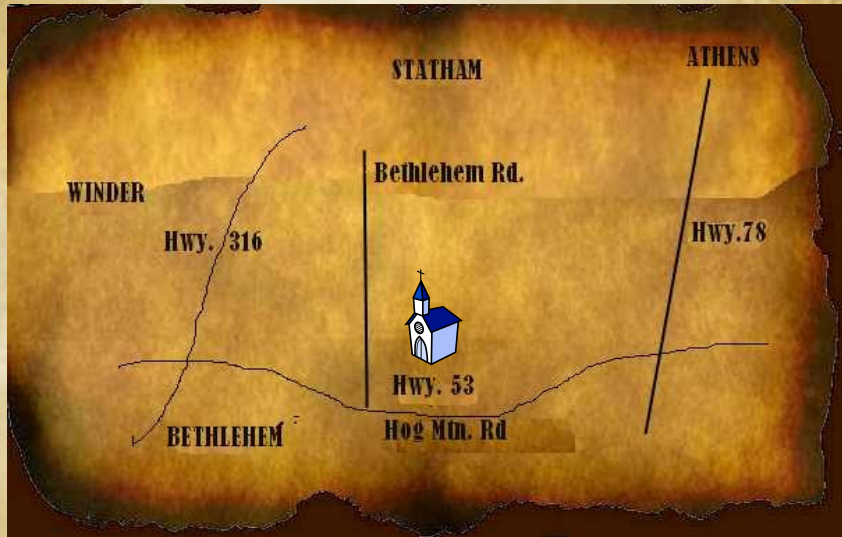 STATHAM
ATHENS
Bethlehem Rd.
WINDER
Hwy. 316
Hwy.78
Hwy. 53
BETHLEHEM
Hog Mtn. Rd